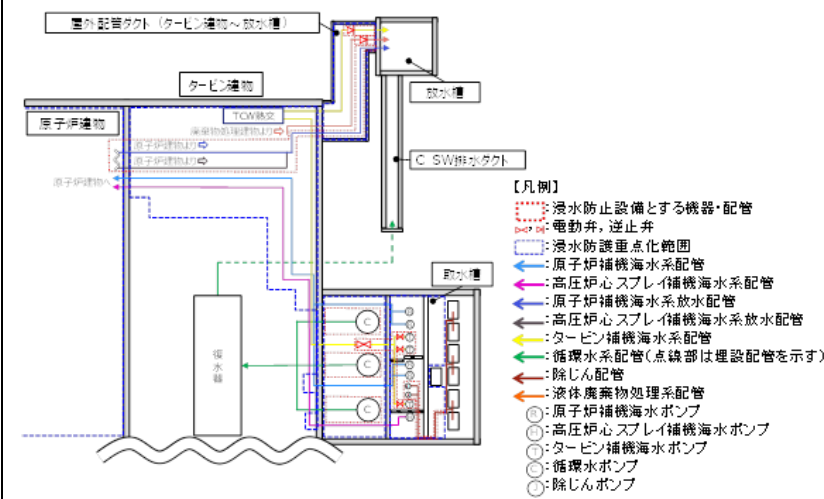 屋外配管ダクト（タービン建物～放水槽）
タービン建物
放水槽
原子炉建物
TCW熱交
廃棄物処理建物より⇨
原子炉建物より⇨
原子炉建物より⇨
原子炉建物へ
C SW排水ダクト
取水槽
復水器
C
C
C
【凡例】
:浸水防止設備とする機器・配管
:電動弁，逆止弁
:浸水防護重点化範囲
:原子炉補機海水系配管
:高圧炉心スプレイ補機海水系配管
:原子炉補機海水系放水配管
:高圧炉心スプレイ補機海水系放水配管
:タービン補機海水系配管
:循環水系配管(点線部は埋設配管を示す)
:除じん配管
:液体廃棄物処理系配管
Ⓡ:原子炉補機海水ポンプ
Ⓗ:高圧炉心スプレイ補機海水ポンプ
Ⓣ:タービン補機海水ポンプ
Ⓒ:循環水ポンプ
Ⓙ:除じんポンプ